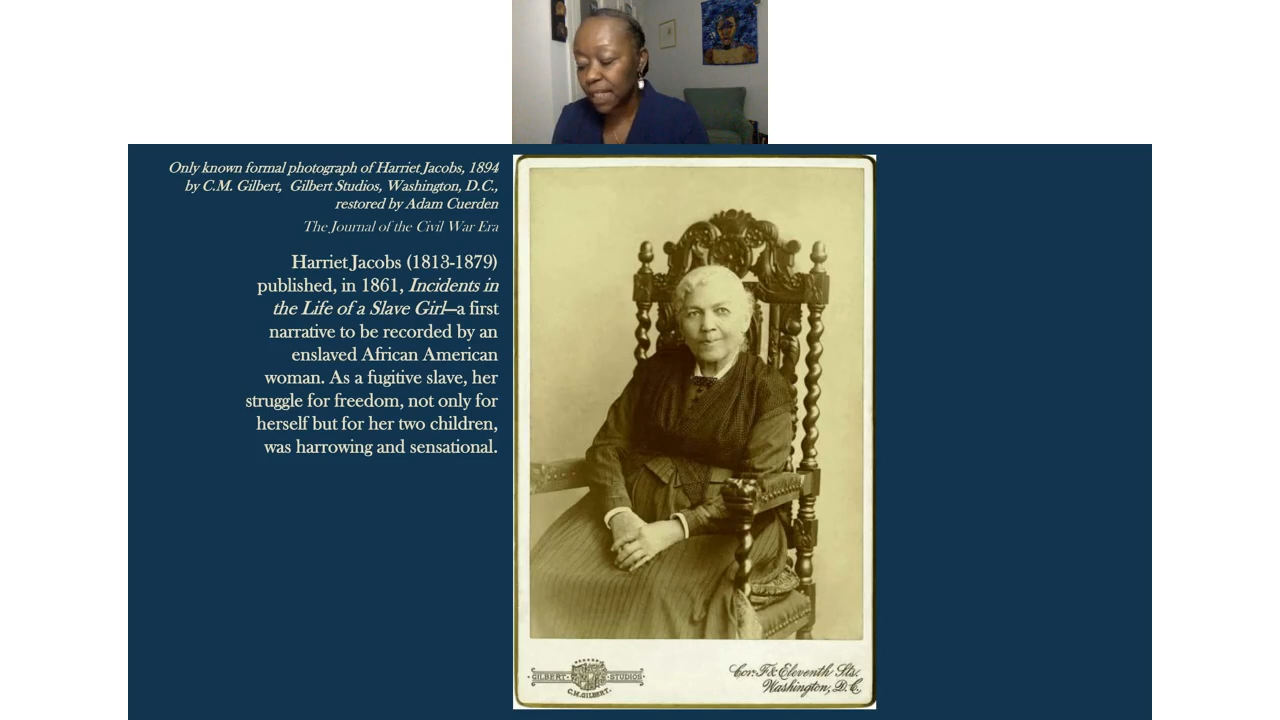 Only known formal photograph of Harriet Jacobs, 1894
by C.M. Gilbert, Gilbert Studios, Washington, D.C.,
restored by Adam Cuerden
The Journal of the Civil War Era
Harriet Jacobs (1813-1879)
published, in 1861, Incidents in
the Life of a Slave Girl—a first
narrative to be recorded by an
enslaved African American
woman. As a fugitive slave, her
struggle for freedom, not only for
herself but for her two children,
was harrowing and sensational.
GILBERT STUDIOS
C.M. GILBERT.
Cor. F & Eleventh Sts.
Washington, D.C.